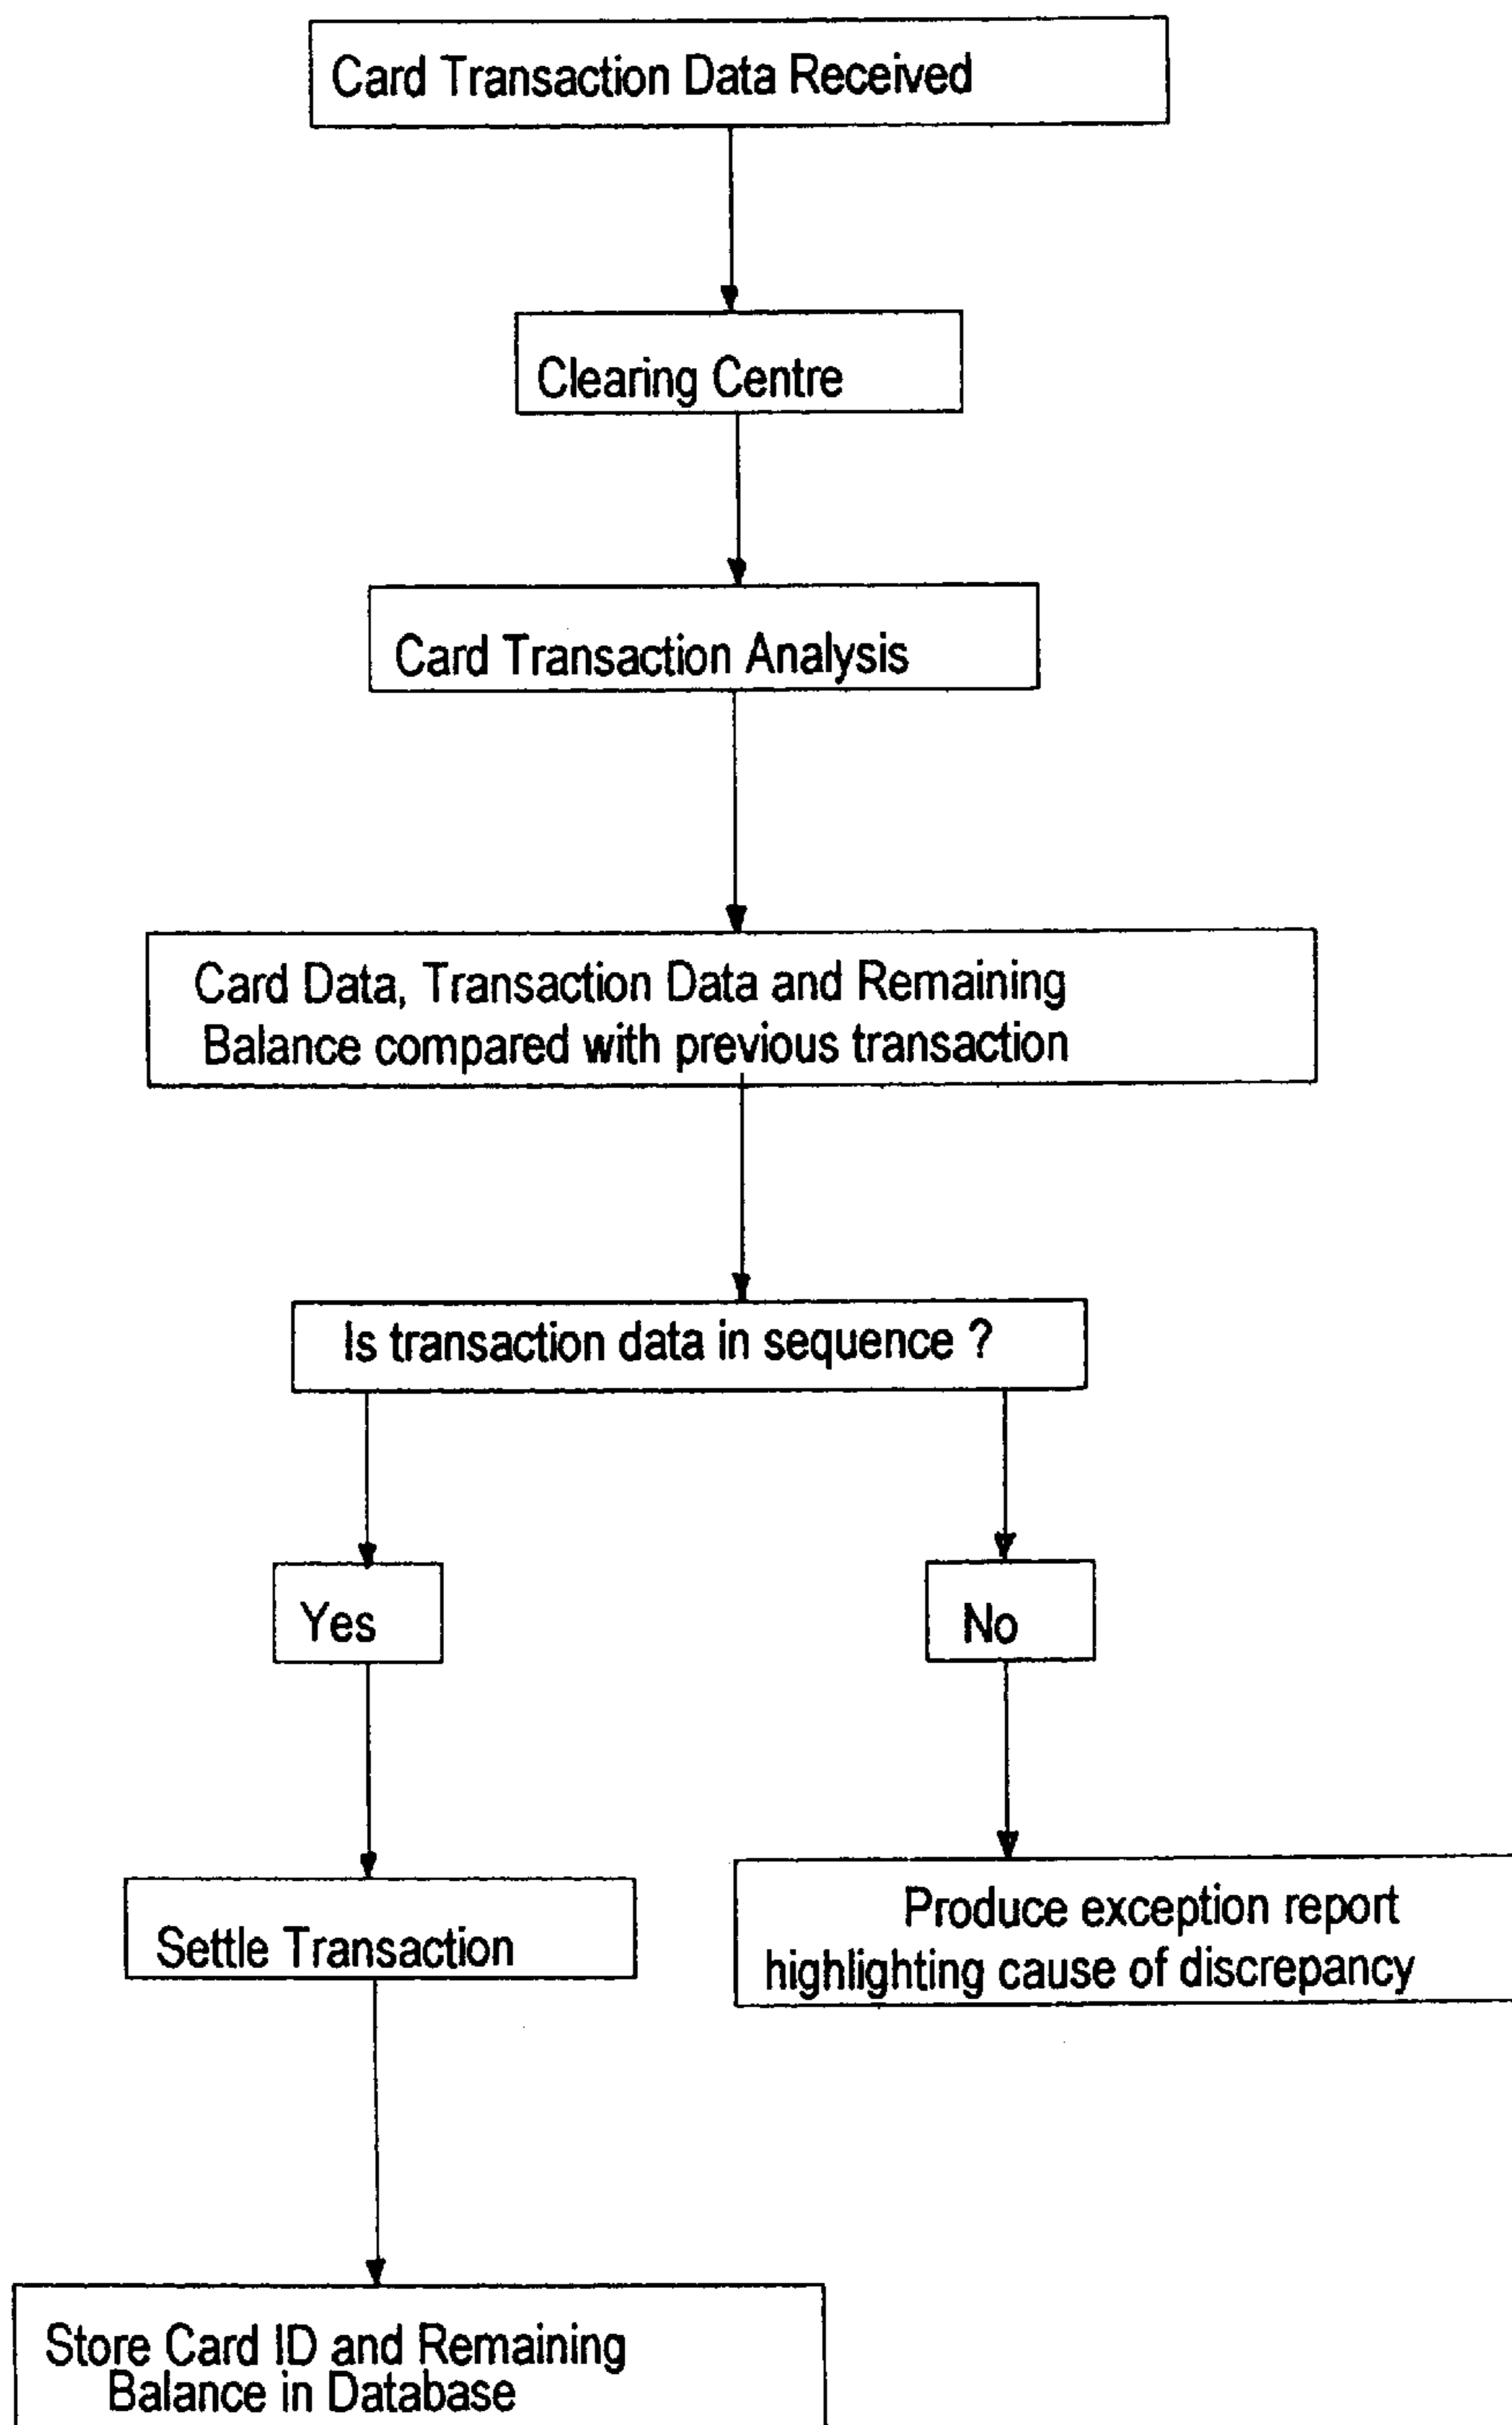 Card Transaction Data Received
Clearing Centre
Card Transaction Analysis
Card Data, Transaction Data and Remaining
Balance compared with previous transaction
Is transaction data in sequence ?
Yes
No
Settle Transaction
Produce exception report
highlighting cause of discrepancy
Store Card ID and Remaining
Balance in Database